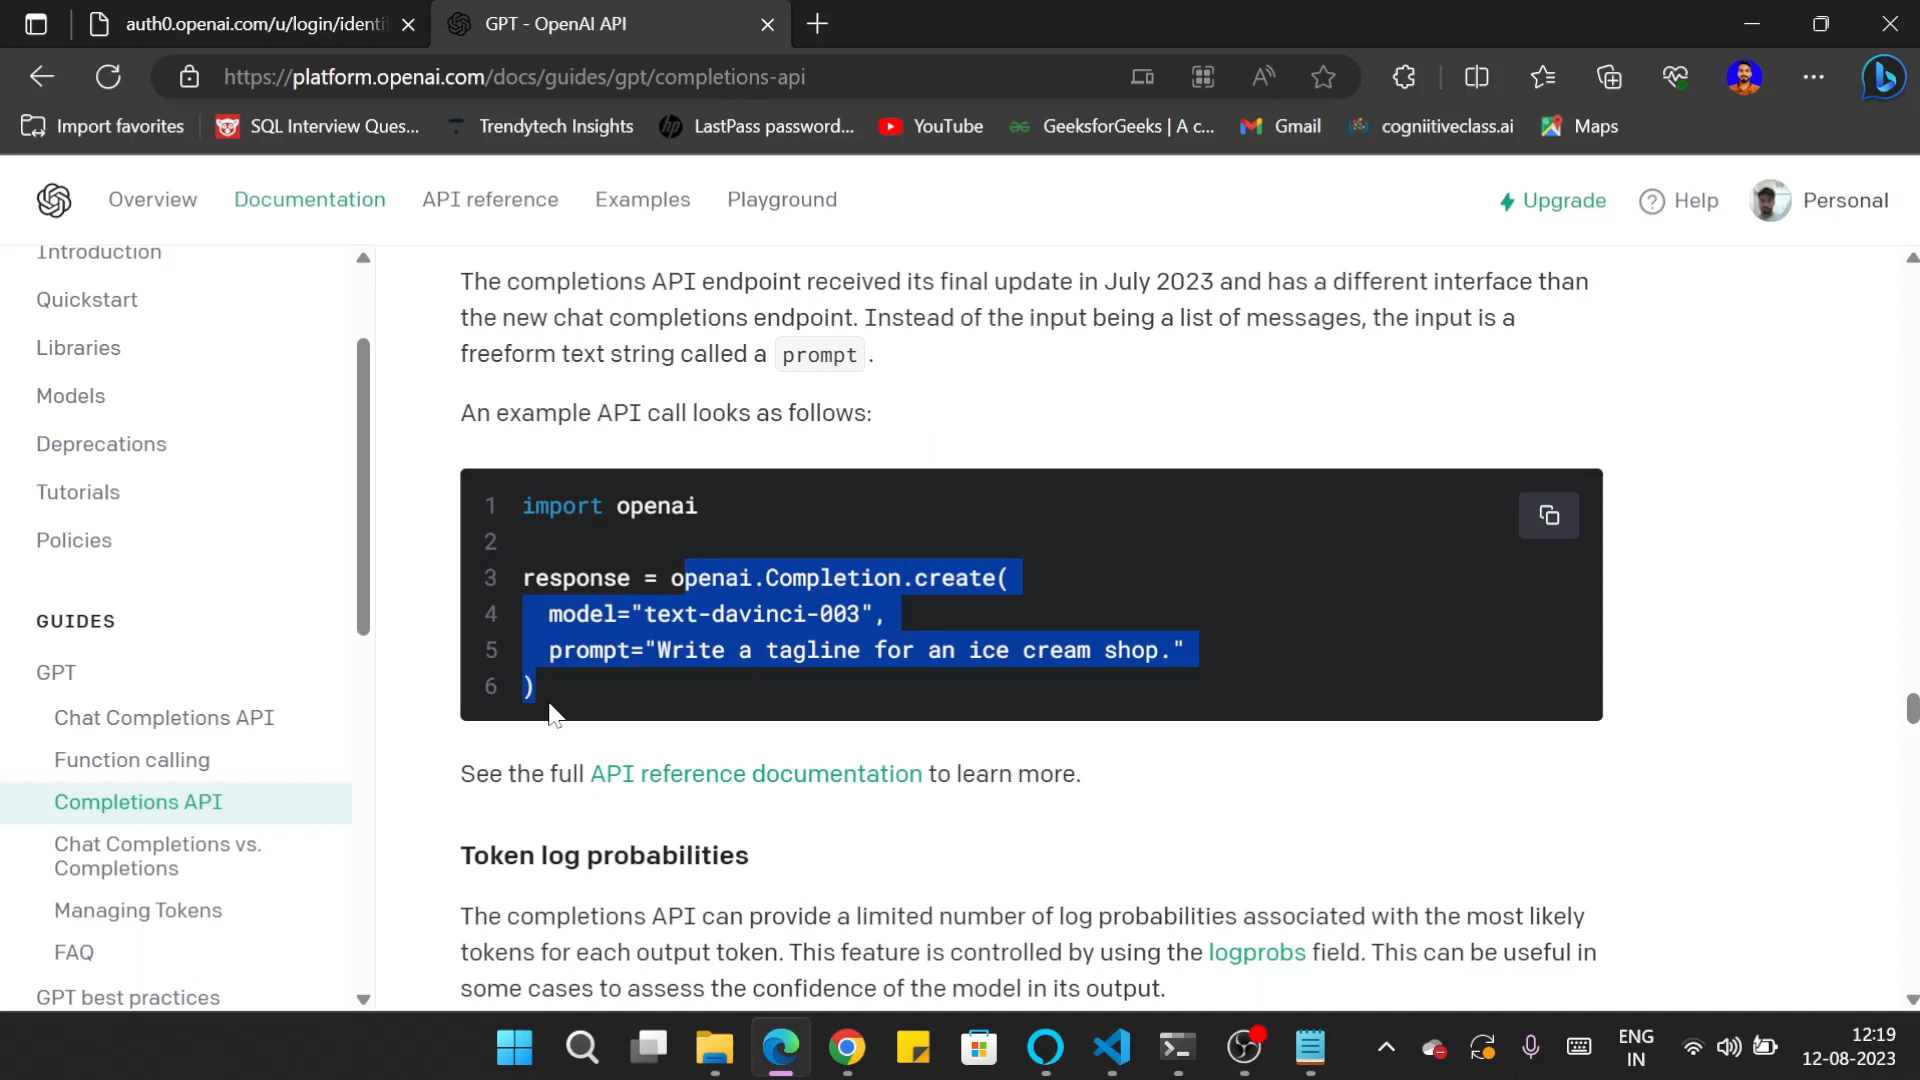 auth0.openai.com/u/login/identi
GPT - OpenAI API
https://platform.openai.com/docs/guides/gpt/completions-api
Import favorites
SQL Interview Ques...
Trendytech Insights
LastPass password...
YouTube
GeeksforGeeks | A c...
Gmail
cogniitiveclass.ai
Maps
Overview
Documentation
API reference
Examples
Playground
Upgrade
Help
Personal
Introduction
Quickstart
Libraries
Models
Deprecations
Tutorials
Policies
GUIDES
GPT
Chat Completions API
Function calling
Completions API
Chat Completions vs.
Completions
Managing Tokens
FAQ
GPT best practices
The completions API endpoint received its final update in July 2023 and has a different interface than
the new chat completions endpoint. Instead of the input being a list of messages, the input is a
freeform text string called a prompt .
An example API call looks as follows:
1 import openai
2
3 response = openai.Completion.create(
4 model="text-davinci-003",
5 prompt="Write a tagline for an ice cream shop."
6 )
See the full API reference documentation to learn more.
Token log probabilities
The completions API can provide a limited number of log probabilities associated with the most likely
tokens for each output token. This feature is controlled by using the logprobs field. This can be useful in
some cases to assess the confidence of the model in its output.
ENG
IN
12:19
12-08-2023